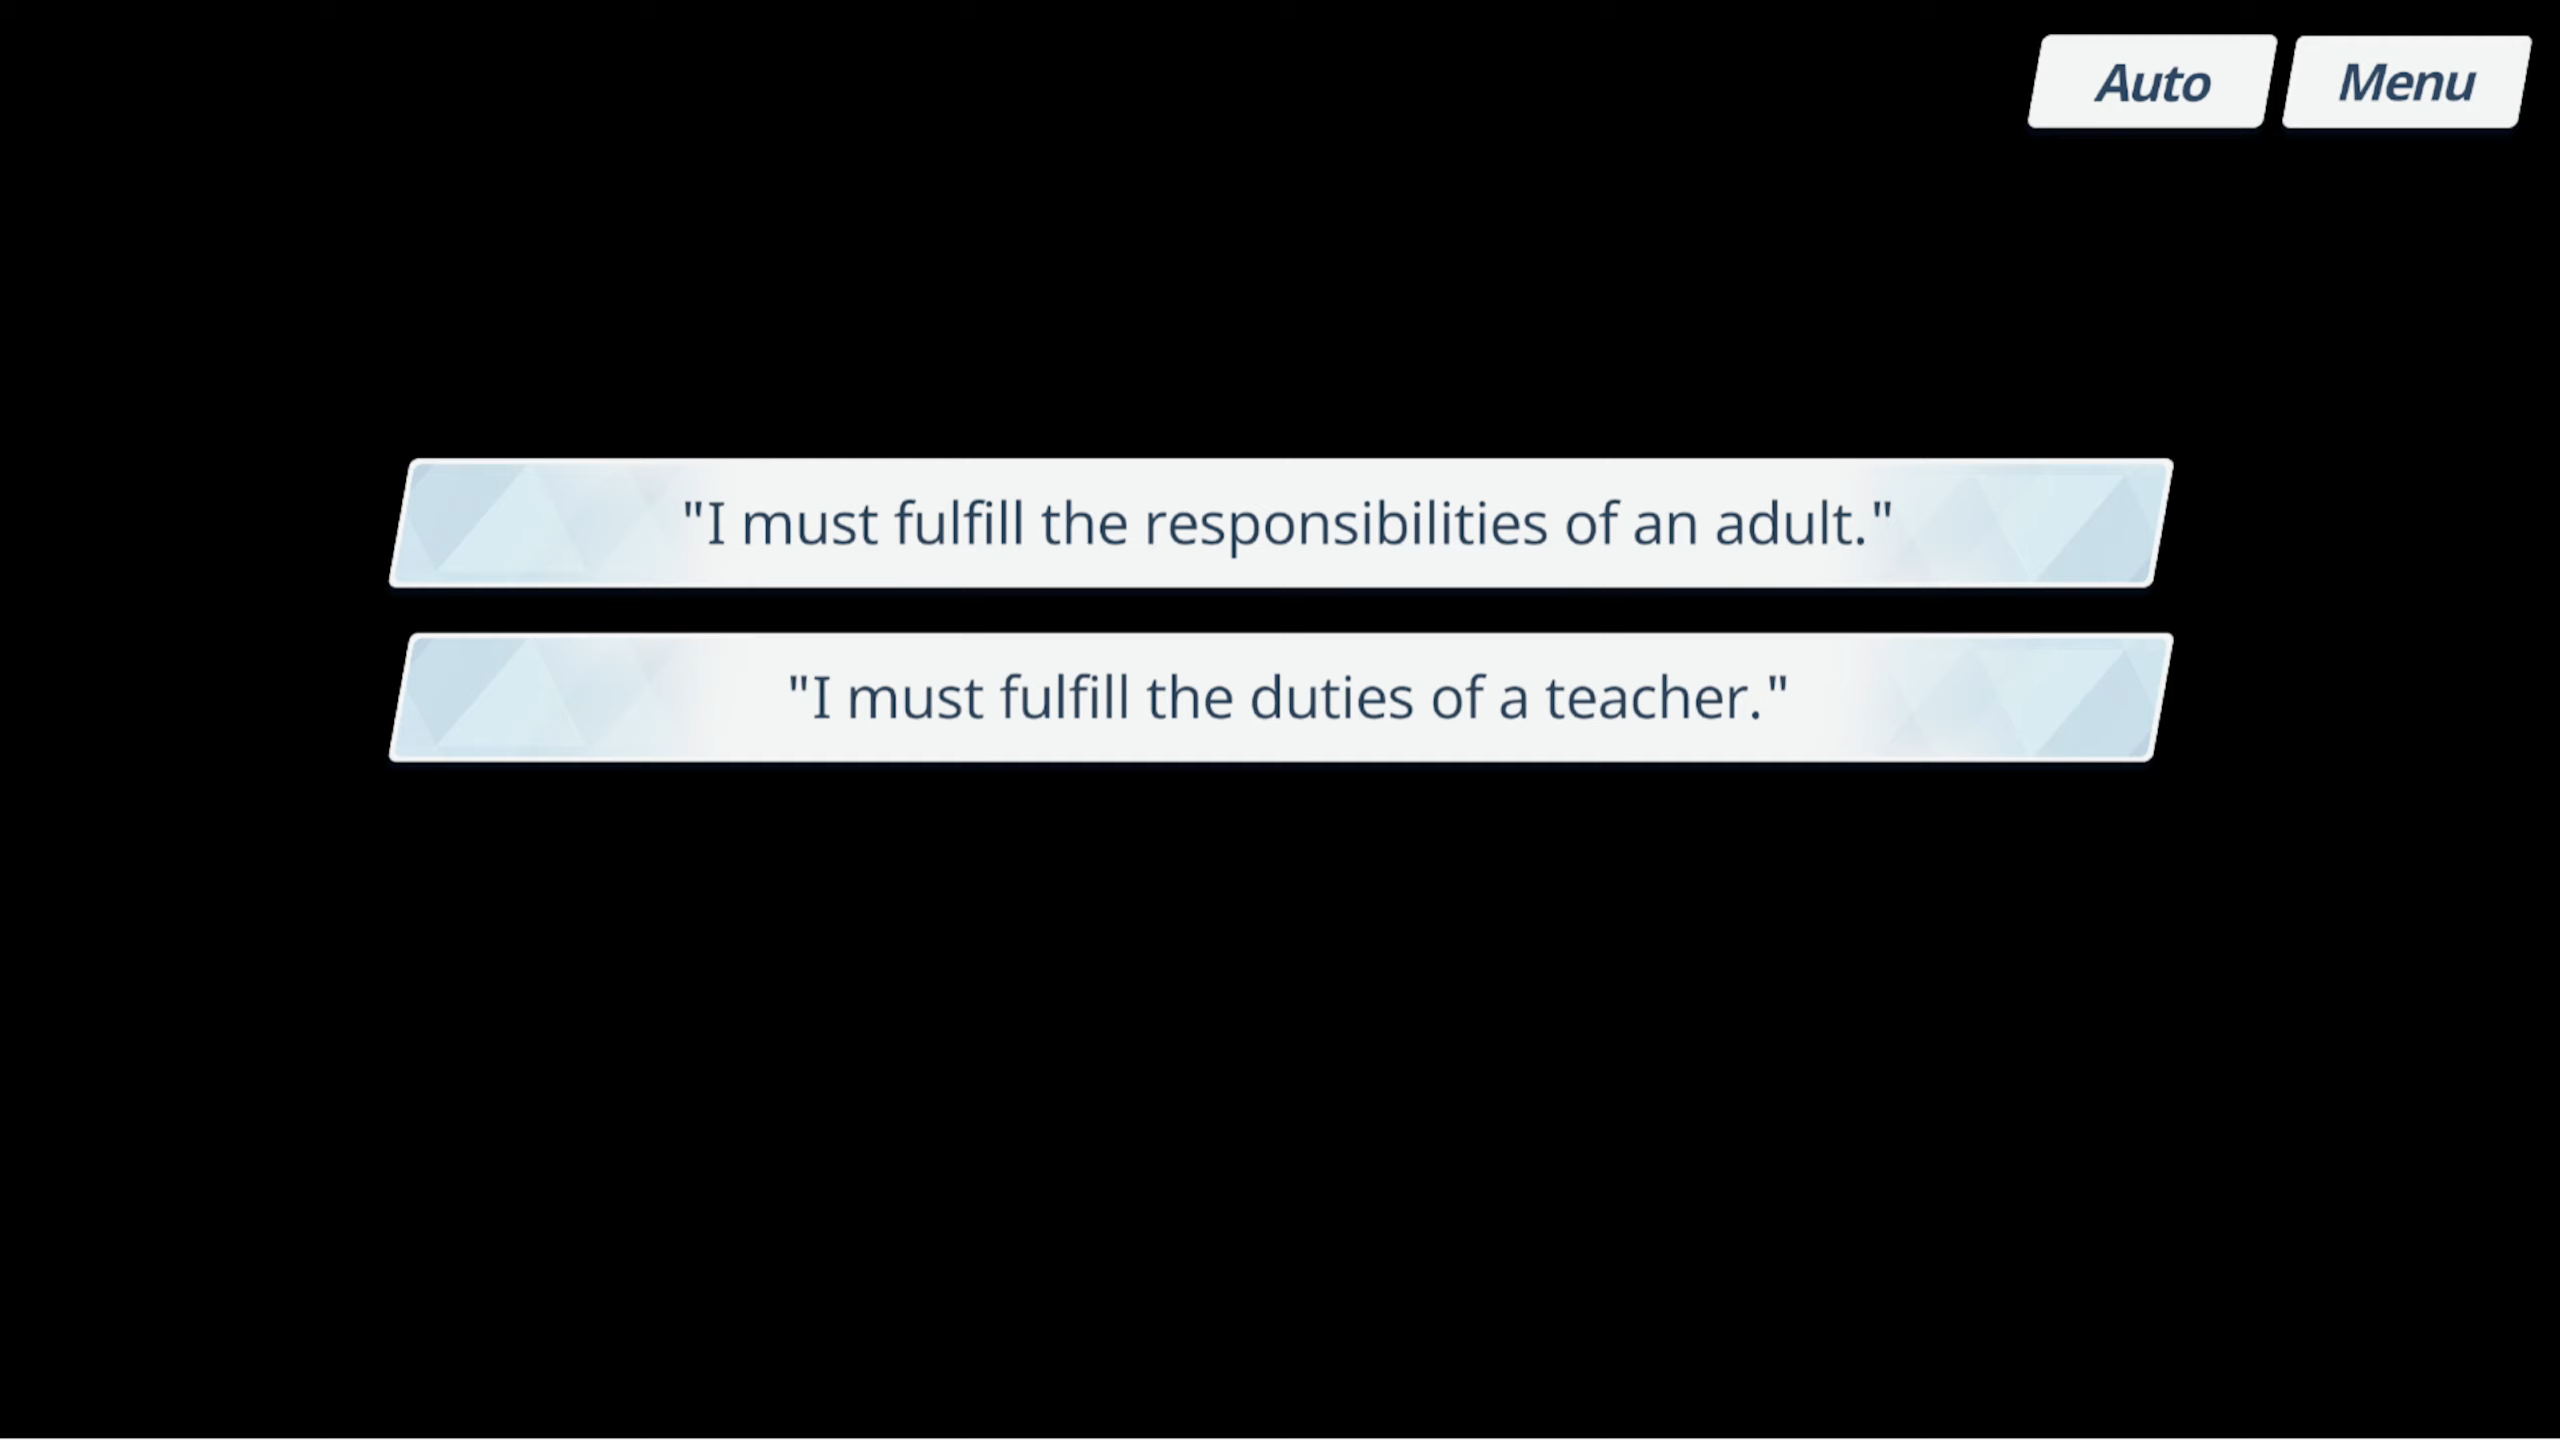 Auto Menu
"I must fulfill the responsibilities of an adult."
"I must fulfill the duties of a teacher."